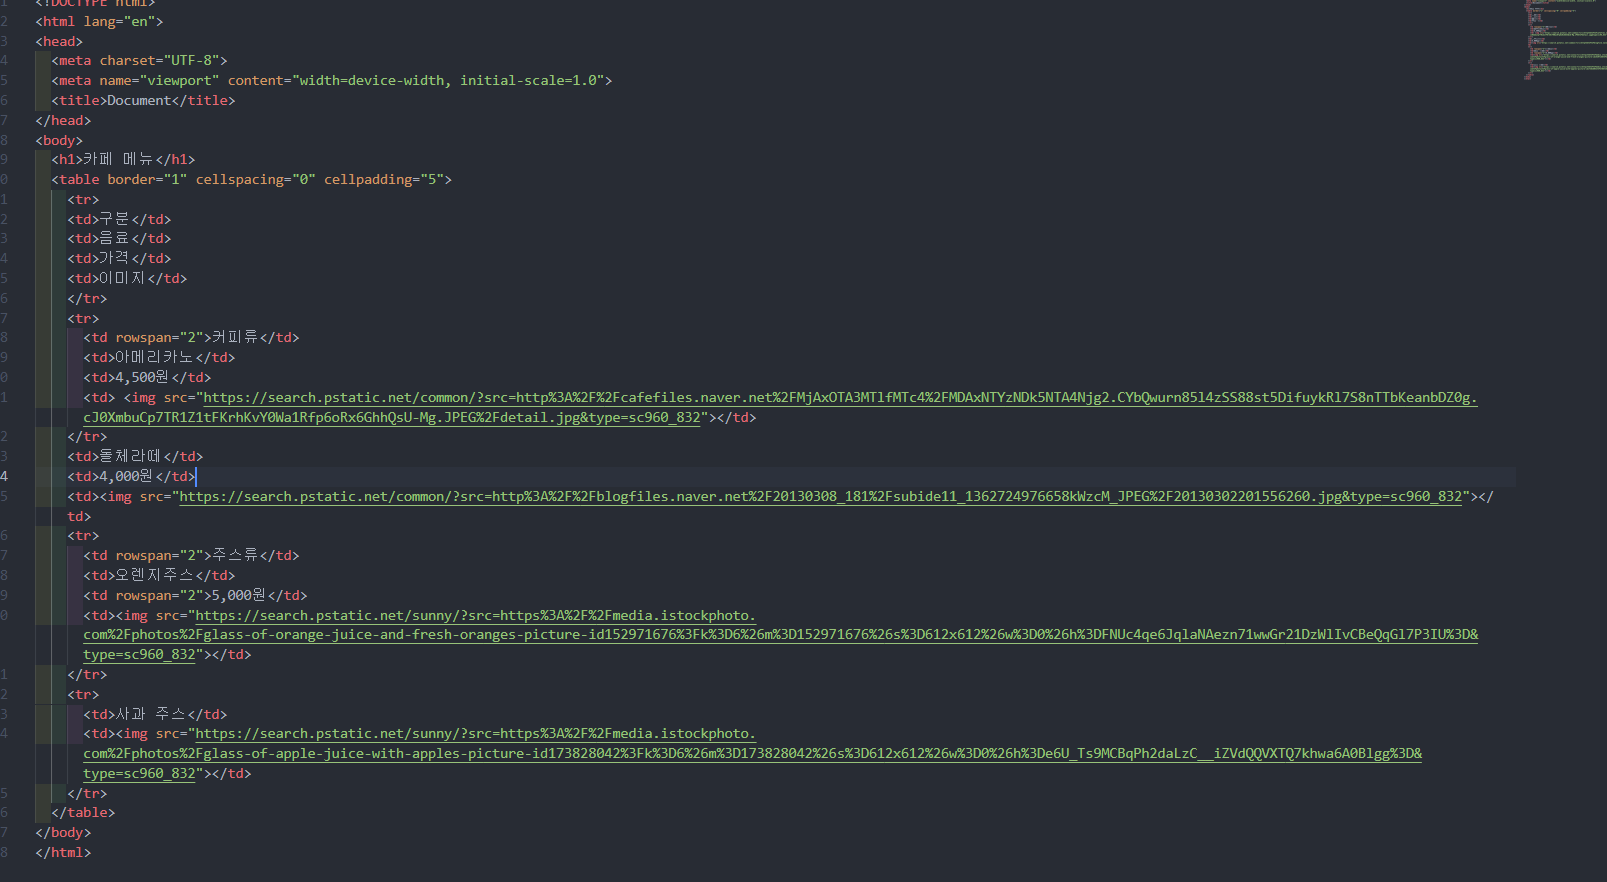 <!DOCTYPE html>
2 <html lang="en">
3 <head>
4 <meta charset="UTF-8">
5 <meta name="viewport" content="width=device-width, initial-scale=1.0">
6 <title>Document</title>
7 </head>
8 <body>
9 <h1>카페 메뉴</h1>
0 <table border="1" cellspacing="0" cellpadding="5">
1 <tr>
2 <td>구분</td>
3 <td>음료</td>
4 <td>가격</td>
5 <td>이미지</td>
6 </tr>
7 <tr>
8 <td rowspan="2">커피류</td>
9 <td>아메리카노</td>
0 <td>4,500원</td>
1 <td> <img src="https://search.pstatic.net/common/?src=http%3A%2F%2Fcafefiles.naver.net%2FMjAxOTA3MTlfMTc4%2FMDAxNTYzNDk5NTA4Njg2.CYbQwurn85l4zSS88st5DifuykRl7S8nTTbKeanbDZ0g.
cJ0XmbuCp7TR1Z1tFKrhKvY0Wa1Rfp6oRx6GhhQsU-Mg.JPEG%2Fdetail.jpg&type=sc960_832"></td>
2 </tr>
3 <td>돌체라떼</td>
4 <td>4,000원</td>
5 <td><img src="https://search.pstatic.net/common/?src=http%3A%2F%2Fblogfiles.naver.net%2F20130308_181%2Fsubide11_1362724976658kWzcM_JPEG%2F20130302201556260.jpg&type=sc960_832"></
td>
6 <tr>
7 <td rowspan="2">주스류</td>
8 <td>오렌지주스</td>
9 <td rowspan="2">5,000원</td>
0 <td><img src="https://search.pstatic.net/sunny/?src=https%3A%2F%2Fmedia.istockphoto.
com%2Fphotos%2Fglass-of-orange-juice-and-fresh-oranges-picture-id152971676%3Fk%3D6%26m%3D152971676%26s%3D612x612%26w%3D0%26h%3DFNUc4qe6JqlaNAezn71wwGr21DzWlIvCBeQqGl7P3IU%3D&
type=sc960_832"></td>
1 </tr>
2 <tr>
3 <td>사과 주스</td>
4 <td><img src="https://search.pstatic.net/sunny/?src=https%3A%2F%2Fmedia.istockphoto.
com%2Fphotos%2Fglass-of-apple-juice-with-apples-picture-id173828042%3Fk%3D6%26m%3D173828042%26s%3D612x612%26w%3D0%26h%3De6U_Ts9MCBqPh2daLzC__iZVdQQVXTQ7khwa6A0Blgg%3D&
type=sc960_832"></td>
5 </tr>
6 </table>
7 </body>
8 </html>